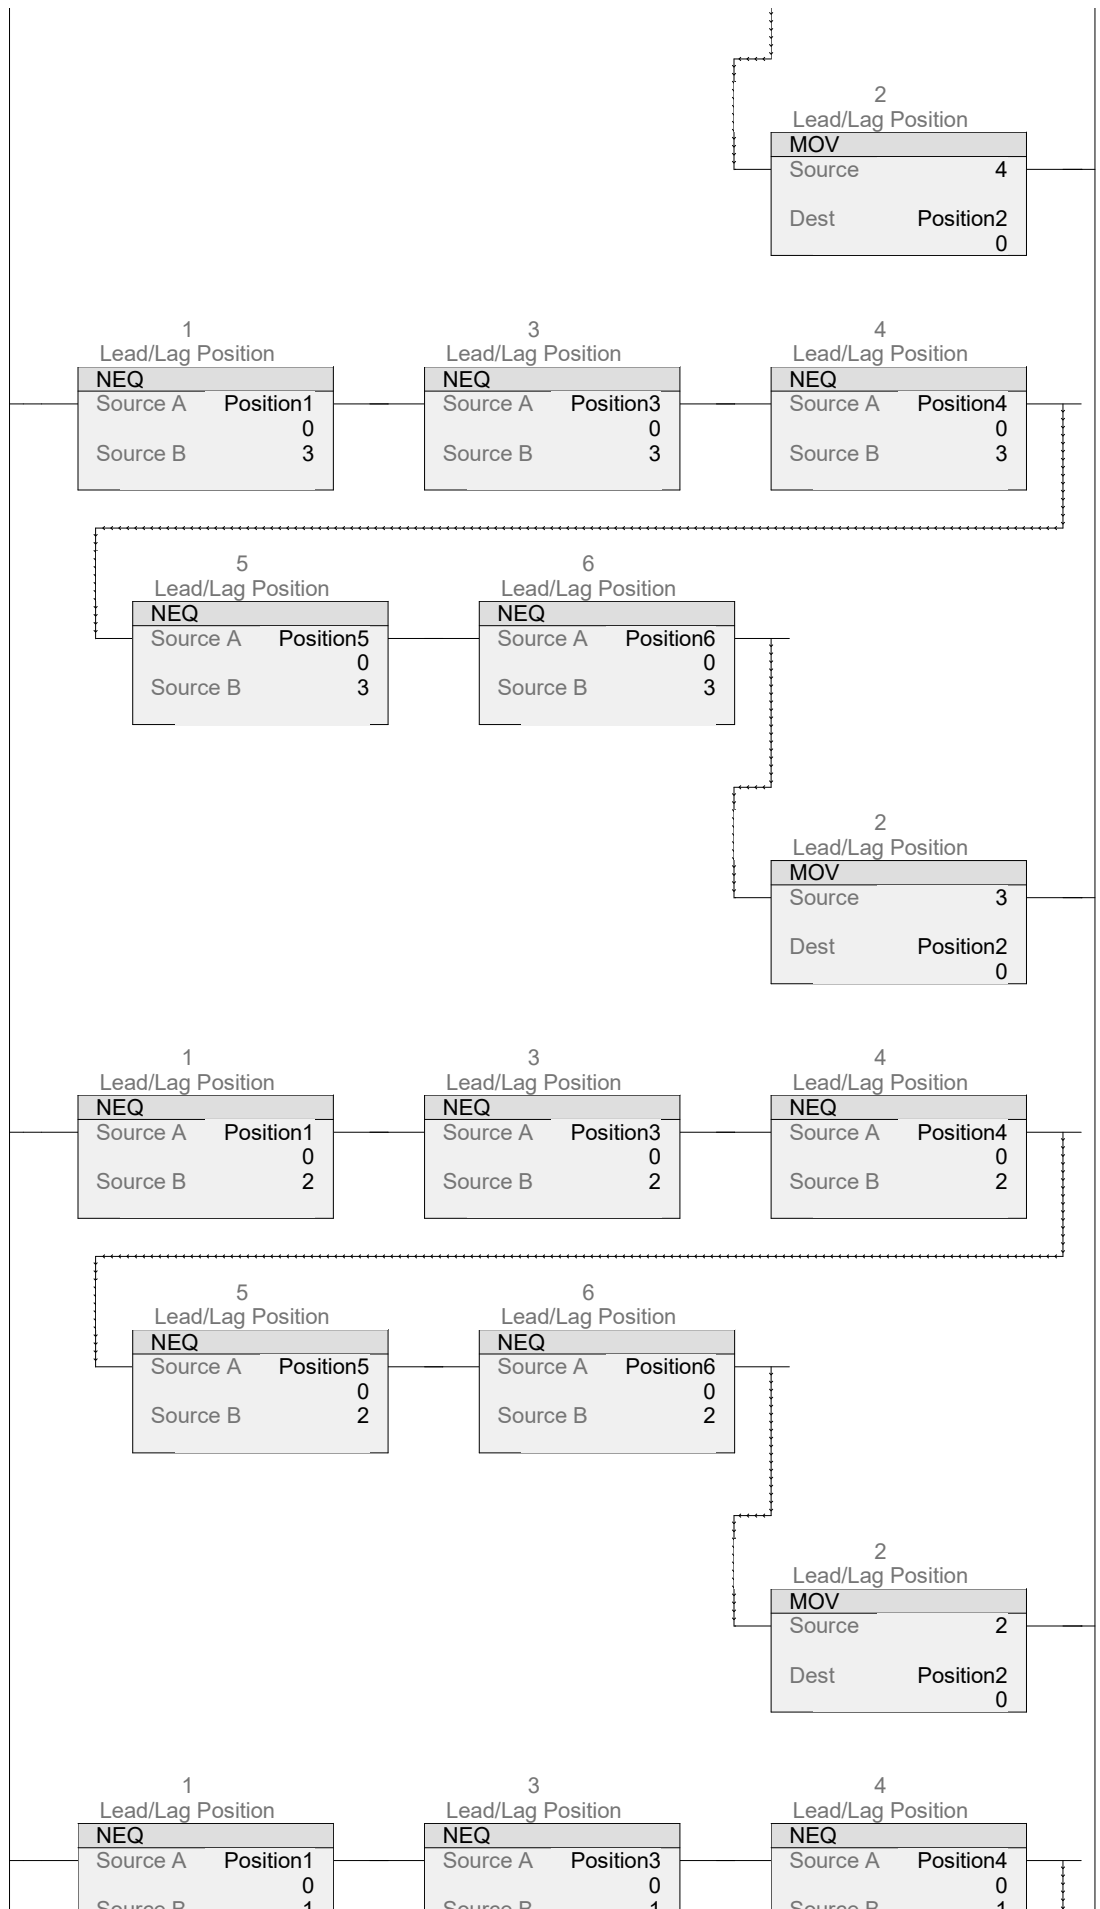 2
Lead/Lag Position
MOV
Source 4
Dest Position2
0
1 3 4
Lead/Lag Position Lead/Lag Position Lead/Lag Position
NEQ NEQ NEQ
Source A Position1 Source A Position3 Source A Position4
0 0 0
Source B 3 Source B 3 Source B 3
5 6
Lead/Lag Position Lead/Lag Position
NEQ NEQ
Source A Position5 Source A Position6
0 0
Source B 3 Source B 3
2
Lead/Lag Position
MOV
Source 3
Dest Position2
0
1 3 4
Lead/Lag Position Lead/Lag Position Lead/Lag Position
NEQ NEQ NEQ
Source A Position1 Source A Position3 Source A Position4
0 0 0
Source B 2 Source B 2 Source B 2
5 6
Lead/Lag Position Lead/Lag Position
NEQ NEQ
Source A Position5 Source A Position6
0 0
Source B 2 Source B 2
2
Lead/Lag Position
MOV
Source 2
Dest Position2
0
1 3 4
Lead/Lag Position Lead/Lag Position Lead/Lag Position
NEQ NEQ NEQ
Source A Position1 Source A Position3 Source A Position4
0 0 0
Source B 1 Source B 1 Source B 1